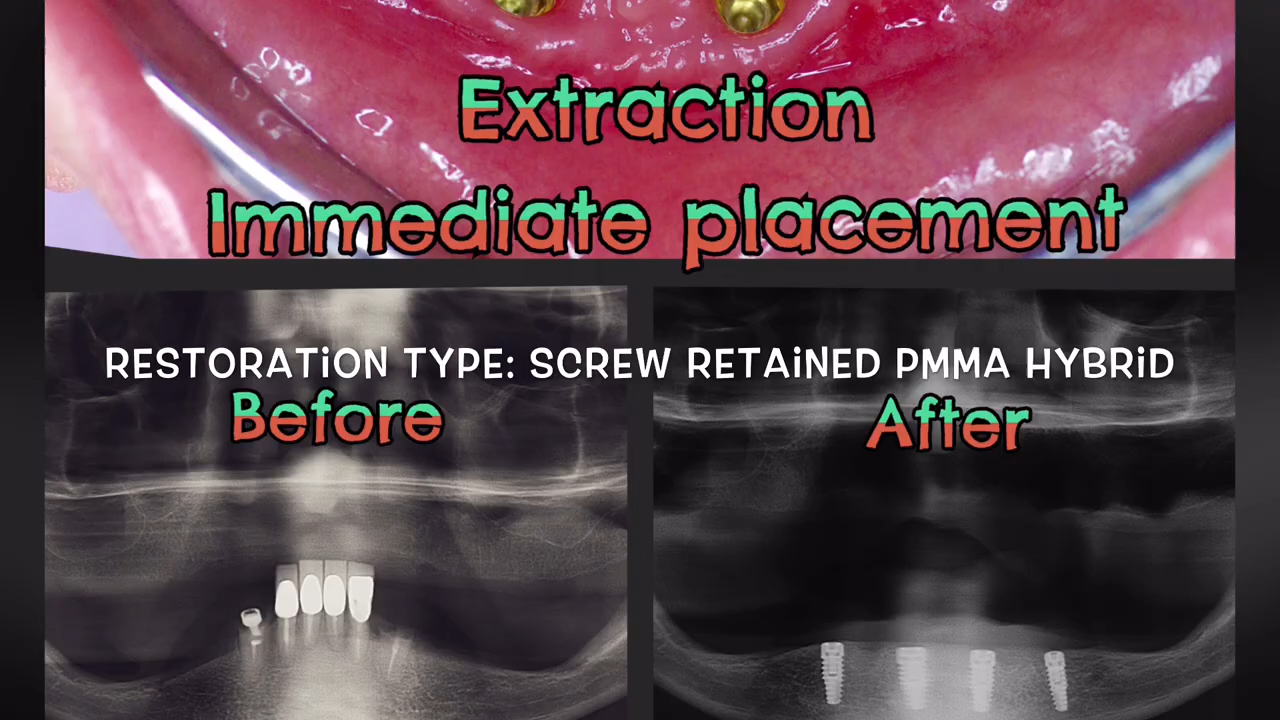 Extraction
Immediate placement
RESTORATiON TYPE: SCREW RETAiNED PMMA HYBRiD
Before
After